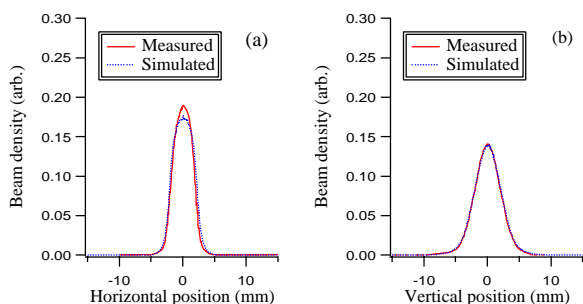 0.30
0.25
0.20
0.15
0.10
0.05
0.00
Beam density (arb.)
Measured
Simulated
(a)
-10
0
10
Horizontal position (mm)
0.30
0.25
0.20
0.15
0.10
0.05
0.00
Beam density (arb.)
Measured
Simulated
(b)
-10
0
10
Vertical position (mm)